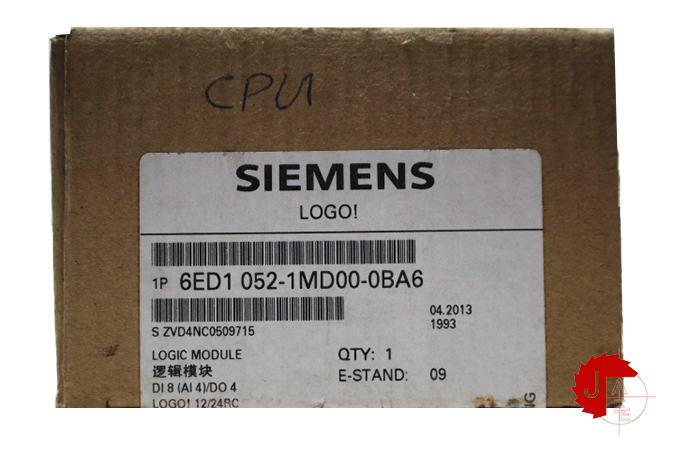 CPU
SIEMENS
LOGO!
1P 6ED1 052-1MD00-0BA6
04.2013
S ZVD4NC0509715
1993
LOGIC MODULE
QTY: 1
逻辑模块
E-STAND: 09
DI 8 (AI 4)/DO 4
LOGO! 12/24RC
NG
J A E